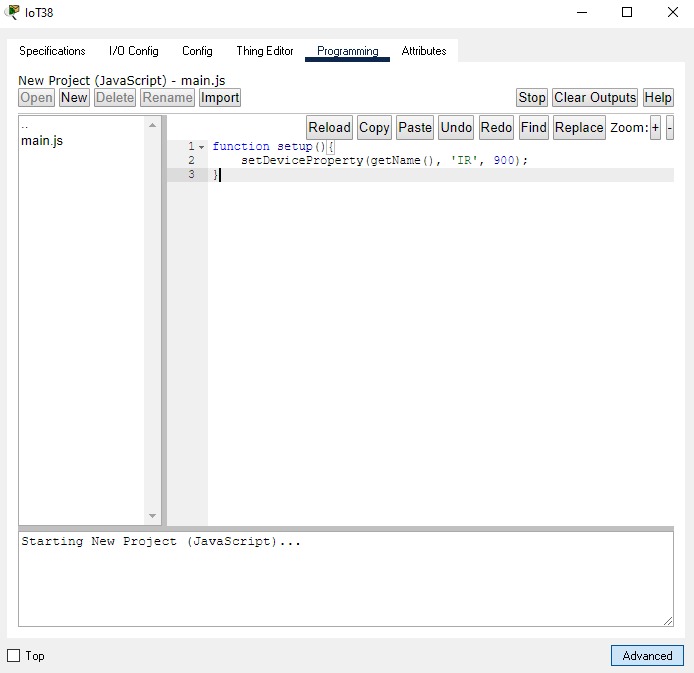 IoT38
Specifications I/O Config Config Thing Editor Programming Attributes
New Project (JavaScript) - main.js
Open New Delete Rename Import Stop Clear Outputs Help
Reload Copy Paste Undo Redo Find Replace Zoom: + -
..
main.js
1 function setup(){
2 setDeviceProperty(getName(), 'IR', 900);
3 }
Starting New Project (JavaScript)...
Top Advanced